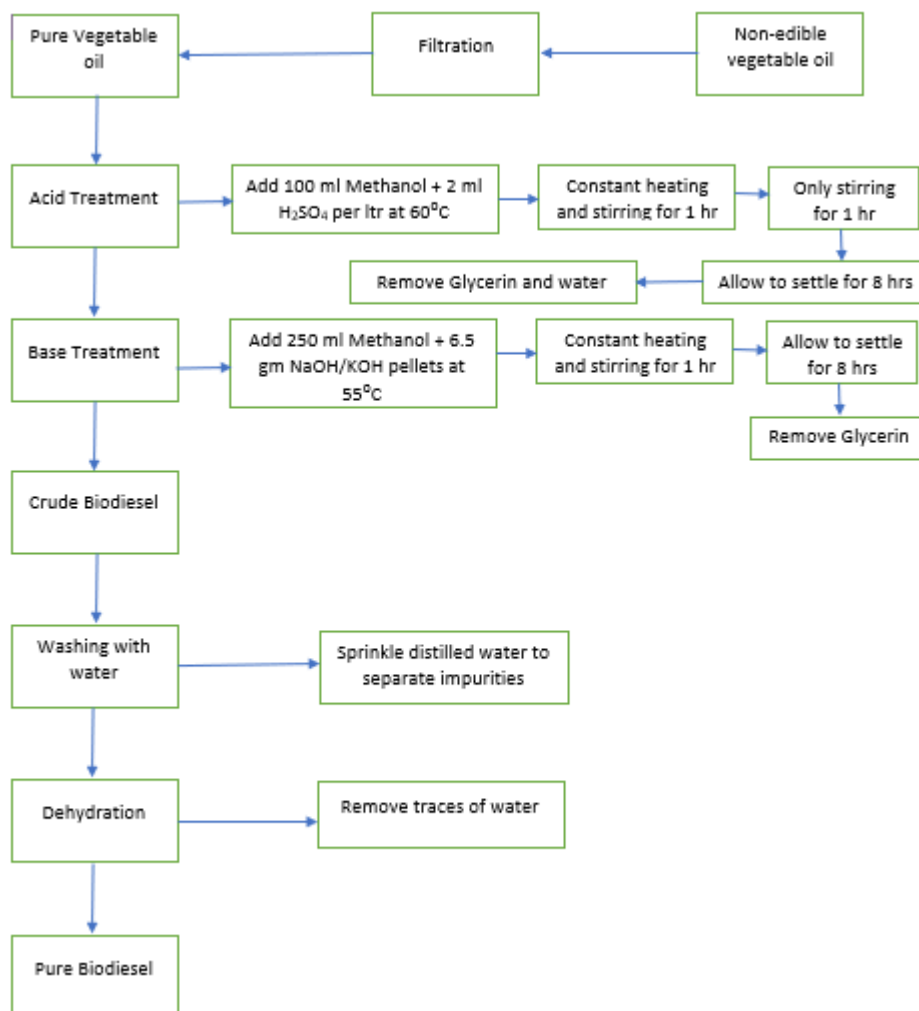 Pure Vegetable
oil
Filtration
Non-edible
vegetable oil
Acid Treatment
Add 100 ml Methanol + 2 ml
H₂SO₄ per ltr at 60⁰C
Constant heating
and stirring for 1 hr
Only stirring
for 1 hr
Remove Glycerin and water
Allow to settle for 8 hrs
Base Treatment
Add 250 ml Methanol + 6.5
gm NaOH/KOH pellets at
55⁰C
Constant heating
and stirring for 1 hr
Allow to settle
for 8 hrs
Remove Glycerin
Crude Biodiesel
Washing with
water
Sprinkle distilled water to
separate impurities
Dehydration
Remove traces of water
Pure Biodiesel